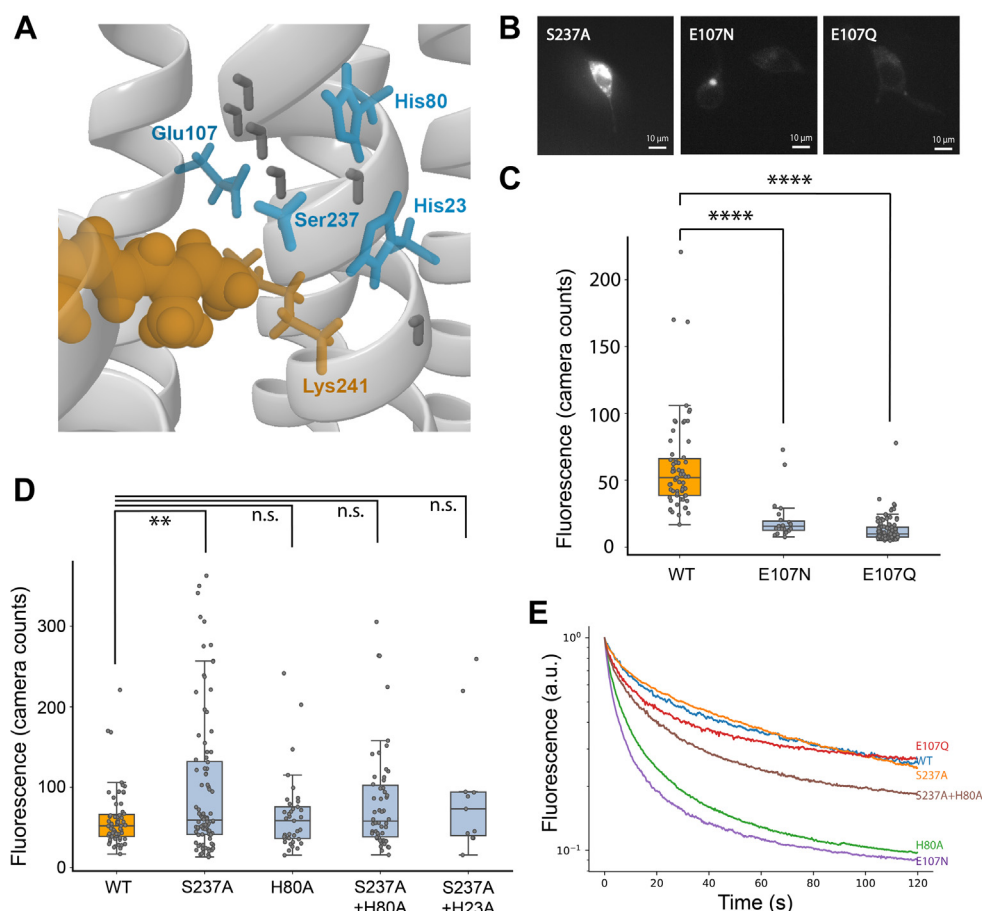 A
Glu107
His80
Ser237
His23
Lys241
B
S237A
E107N
E107Q
10 µm
10 µm
10 µm
C
****
****
Fluorescence (camera counts)
200
150
100
50
0
WT
E107N
E107Q
D
**
n.s.
n.s.
n.s.
Fluorescence (camera counts)
300
200
100
0
WT
S237A
H80A
S237A
+H80A
S237A
+H23A
E
Fluorescence (a.u.)
10⁰
10⁻¹
E107Q
WT
S237A
S237A+H80A
H80A
E107N
0
20
40
60
80
100
120
Time (s)